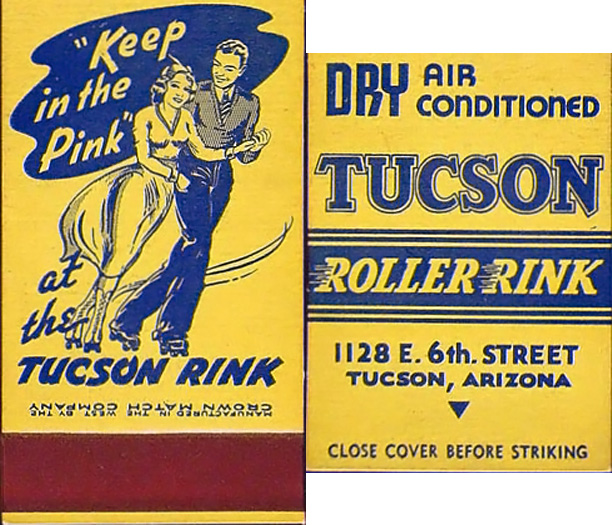 "Keep
in the
Pink"
at
the
TUCSON RINK
MANUFACTURED IN THE WEST BY THE
CROWN MATCH COMPANY
DRY AIR
CONDITIONED
TUCSON
ROLLER RINK
1128 E. 6th. STREET
TUCSON, ARIZONA
CLOSE COVER BEFORE STRIKING